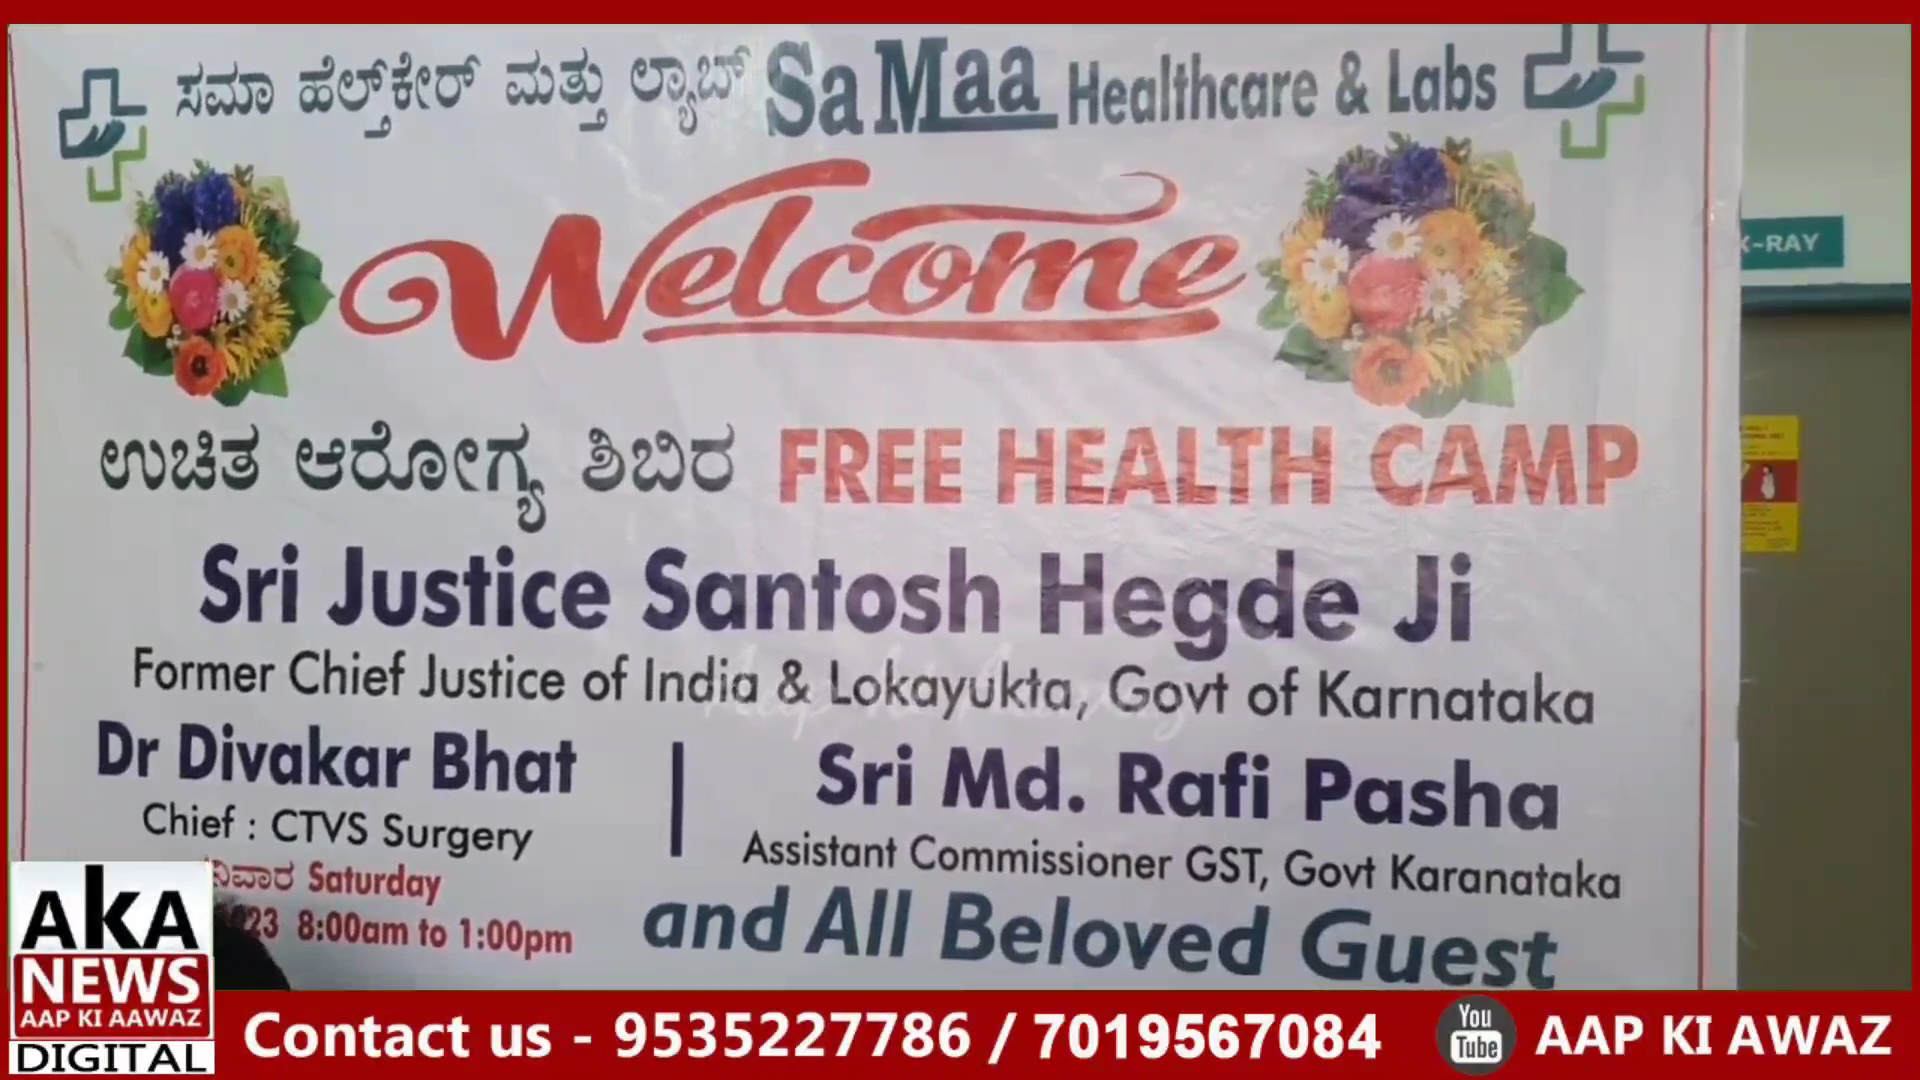 ಸಮಾ ಹೆಲ್ತ್‌ಕೇರ್ ಮತ್ತು ಲ್ಯಾಬ್ SaMaa Healthcare & Labs
Welcome
X-RAY
ಉಚಿತ ಆರೋಗ್ಯ ಶಿಬಿರ FREE HEALTH CAMP
Sri Justice Santosh Hegde Ji
Former Chief Justice of India & Lokayukta, Govt of Karnataka
Dr Divakar Bhat
Chief : CTVS Surgery
Sri Md. Rafi Pasha
Assistant Commissioner GST, Govt Karanataka
Saturday
8:00am to 1:00pm
and All Beloved Guest
AKA
NEWS
AAP KI AAWAZ
DIGITAL
Contact us - 9535227786 / 7019567084
You
Tube
AAP KI AWAZ